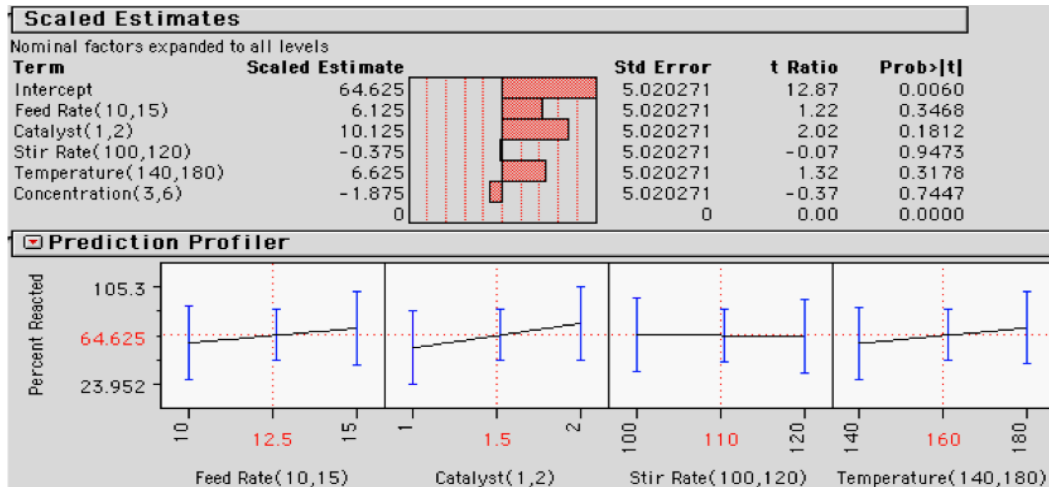 Scaled Estimates
Nominal factors expanded to all levels
Term Scaled Estimate Std Error t Ratio Prob>|t|
Intercept 64.625 5.020271 12.87 0.0060
Feed Rate(10,15) 6.125 5.020271 1.22 0.3468
Catalyst(1,2) 10.125 5.020271 2.02 0.1812
Stir Rate(100,120) -0.375 5.020271 -0.07 0.9473
Temperature(140,180) 6.625 5.020271 1.32 0.3178
Concentration(3,6) -1.875 5.020271 -0.37 0.7447
0 0 0.00 0.0000
Prediction Profiler
Percent Reacted
105.3
64.625
23.952
10 12.5 15 1 1.5 2 100 110 120 140 160 180
Feed Rate(10,15) Catalyst(1,2) Stir Rate(100,120) Temperature(140,180)